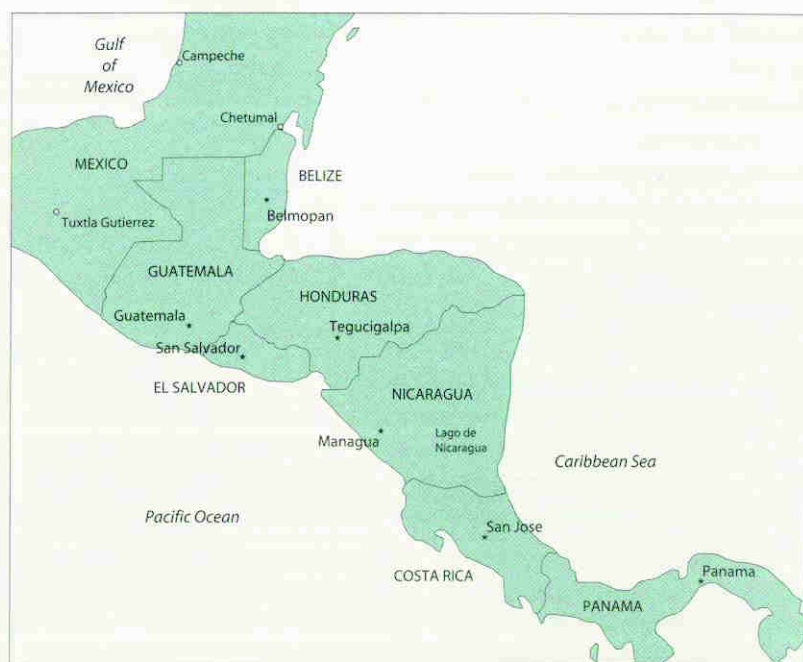 Gulf
of
Mexico
Campeche
Chetumal
MEXICO
BELIZE
Tuxtla Gutierrez
Belmopan
GUATEMALA
HONDURAS
Guatemala
Tegucigalpa
San Salvador
EL SALVADOR
NICARAGUA
Managua
Lago de
Nicaragua
Caribbean Sea
Pacific Ocean
San Jose
COSTA RICA
Panama
PANAMA